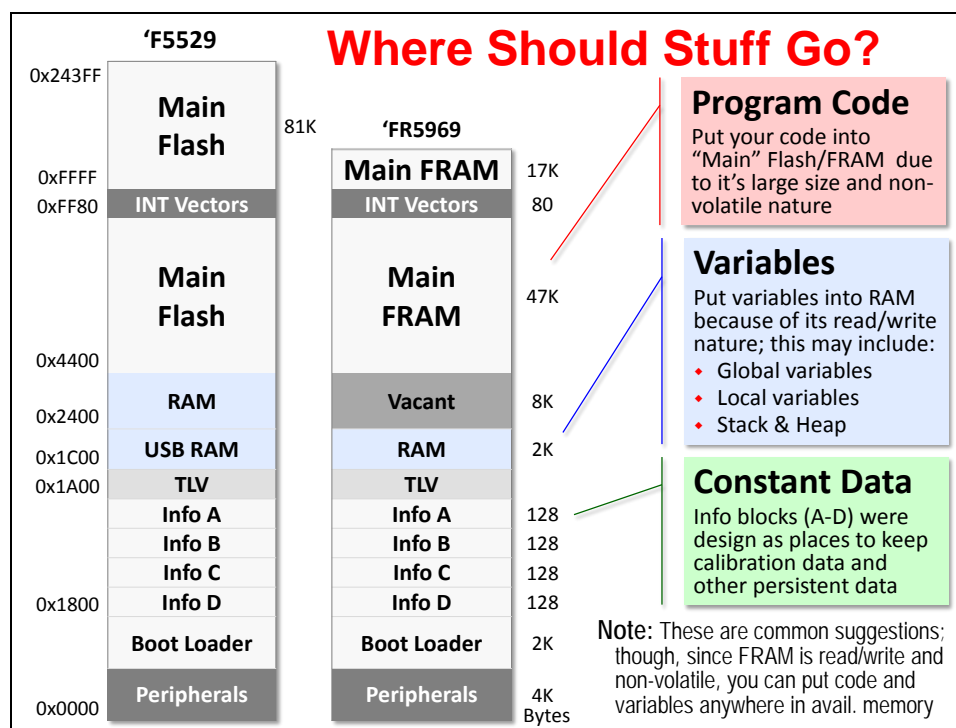 Where Should Stuff Go?
'F5529
0x243FF
Main
Flash
81K
0xFFFF
0xFF80
INT Vectors
Main
Flash
0x4400
RAM
0x2400
USB RAM
0x1C00
0x1A00
TLV
Info A
Info B
Info C
0x1800
Info D
Boot Loader
Peripherals
0x0000
'FR5969
Main FRAM
17K
INT Vectors
80
Main
FRAM
47K
Vacant
8K
RAM
2K
TLV
Info A
128
Info B
128
Info C
128
Info D
128
Boot Loader
2K
Peripherals
4K
Bytes
Program Code
Put your code into
“Main” Flash/FRAM due
to it's large size and non-
volatile nature
Variables
Put variables into RAM
because of its read/write
nature; this may include:
Global variables
Local variables
Stack & Heap
Constant Data
Info blocks (A-D) were
design as places to keep
calibration data and
other persistent data
Note: These are common suggestions;
though, since FRAM is read/write and
non-volatile, you can put code and
variables anywhere in avail. memory